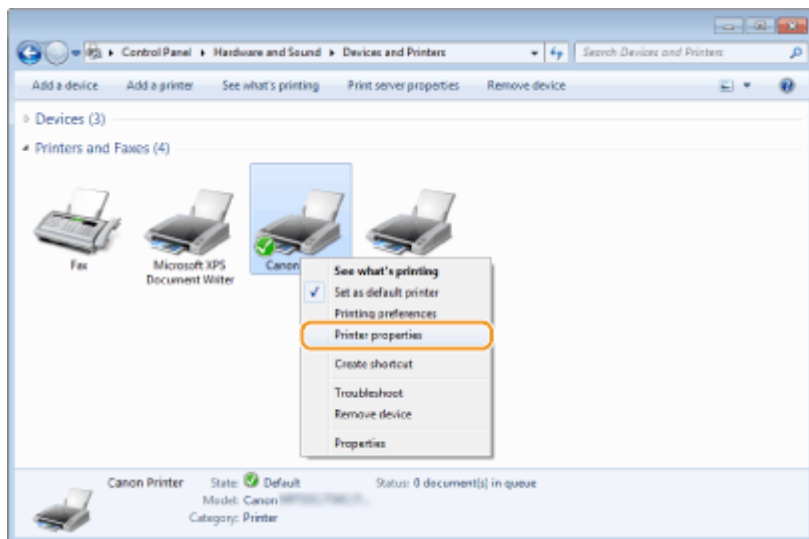 Control Panel ▸ Hardware and Sound ▸ Devices and Printers
Search Devices and Printers
Add a device Add a printer See what's printing Print server properties Remove device
Devices (3)
Printers and Faxes (4)
Fax
Microsoft XPS
Document Writer
Canon
See what's printing
Set as default printer
Printing preferences
Printer properties
Create shortcut
Troubleshoot
Remove device
Properties
Canon Printer State: Default Status: 0 document(s) in queue
Model: Canon
Category: Printer